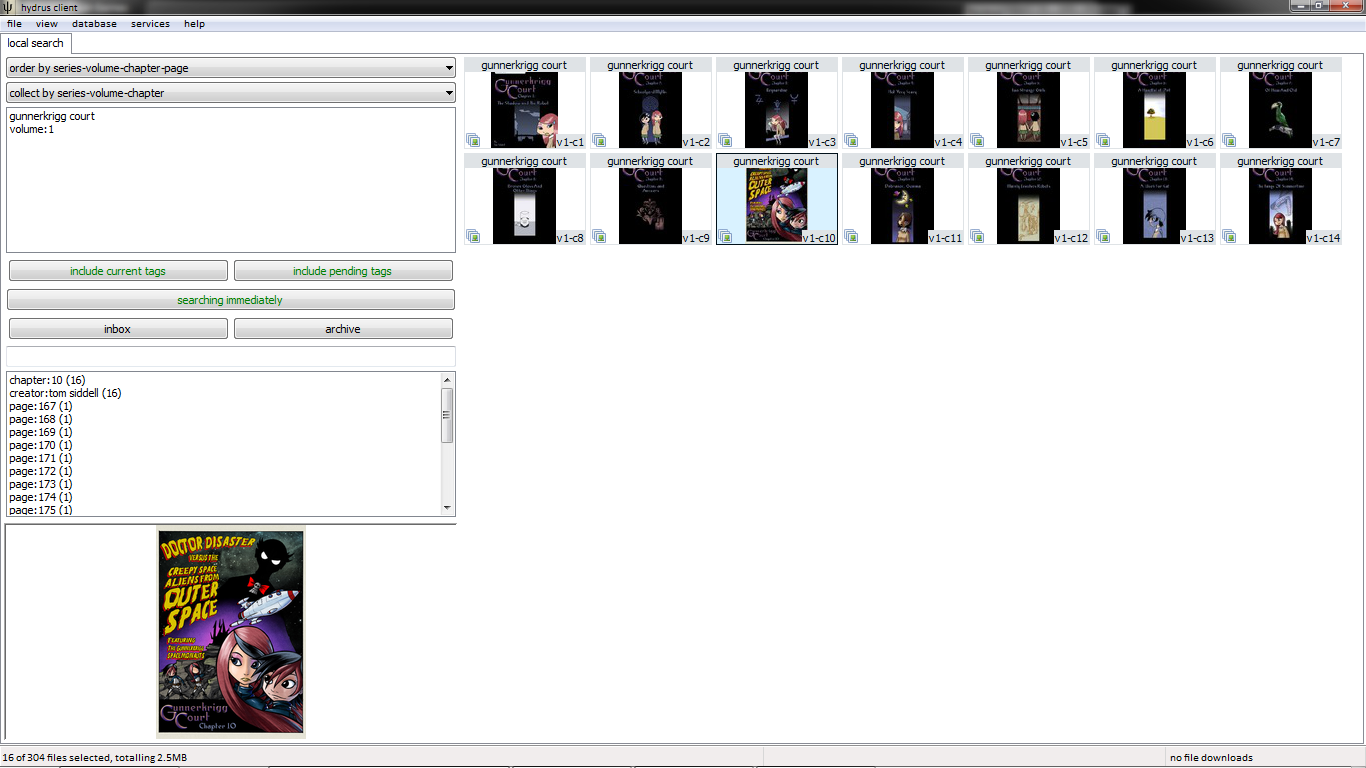 hydrus client
file view database services help
local search
order by series-volume-chapter-page
collect by series-volume-chapter
gunnerkrigg court
volume:1
include current tags include pending tags
searching immediately
inbox archive
chapter:10 (16)
creator:tom siddell (16)
page:167 (1)
page:168 (1)
page:169 (1)
page:170 (1)
page:171 (1)
page:172 (1)
page:173 (1)
page:174 (1)
page:175 (1)
DOCTOR DISASTER
VERSUS THE
CREEPY SPACE
ALIENS FROM
OUTER
SPACE
FEATURING
THE GUNNERKRIGG
SPACEMONAUTS
Gunnerkrigg
Court
Chapter 10
gunnerkrigg court gunnerkrigg court gunnerkrigg court gunnerkrigg court gunnerkrigg court gunnerkrigg court gunnerkrigg court
v1-c1 v1-c2 v1-c3 v1-c4 v1-c5 v1-c6 v1-c7
gunnerkrigg court gunnerkrigg court gunnerkrigg court gunnerkrigg court gunnerkrigg court gunnerkrigg court gunnerkrigg court
v1-c8 v1-c9 v1-c10 v1-c11 v1-c12 v1-c13 v1-c14
16 of 304 files selected, totalling 2.5MB
no file downloads